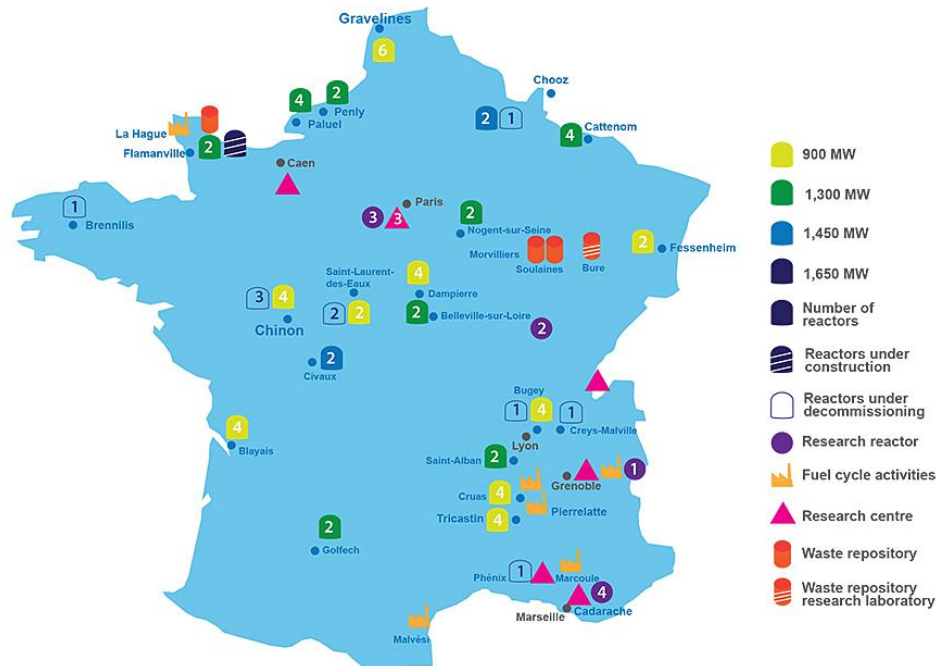 Gravelines
6
Chooz
4
2
Penly
Paluel
2
1
4
Cattenom
La Hague
Flamanville
2
Caen
1
Brennilis
3
3
Paris
2
Nogent-sur-Seine
Morvilliers
Soulaines
Bure
2
Fessenheim
Saint-Laurent-
des-Eaux
4
Dampierre
3
4
Chinon
2
2
2
Belleville-sur-Loire
2
2
Civaux
Bugey
1
4
1
Creys-Malville
Lyon
4
Blayais
Saint-Alban
2
Grenoble
1
Cruas
4
Pierrelatte
Tricastin
4
2
Golfech
Phénix
1
Marcoule
4
Marseille
Cadarache
Malvési
900 MW
1,300 MW
1,450 MW
1,650 MW
Number of
reactors
Reactors under
construction
Reactors under
decommissioning
Research reactor
Fuel cycle activities
Research centre
Waste repository
Waste repository
research laboratory